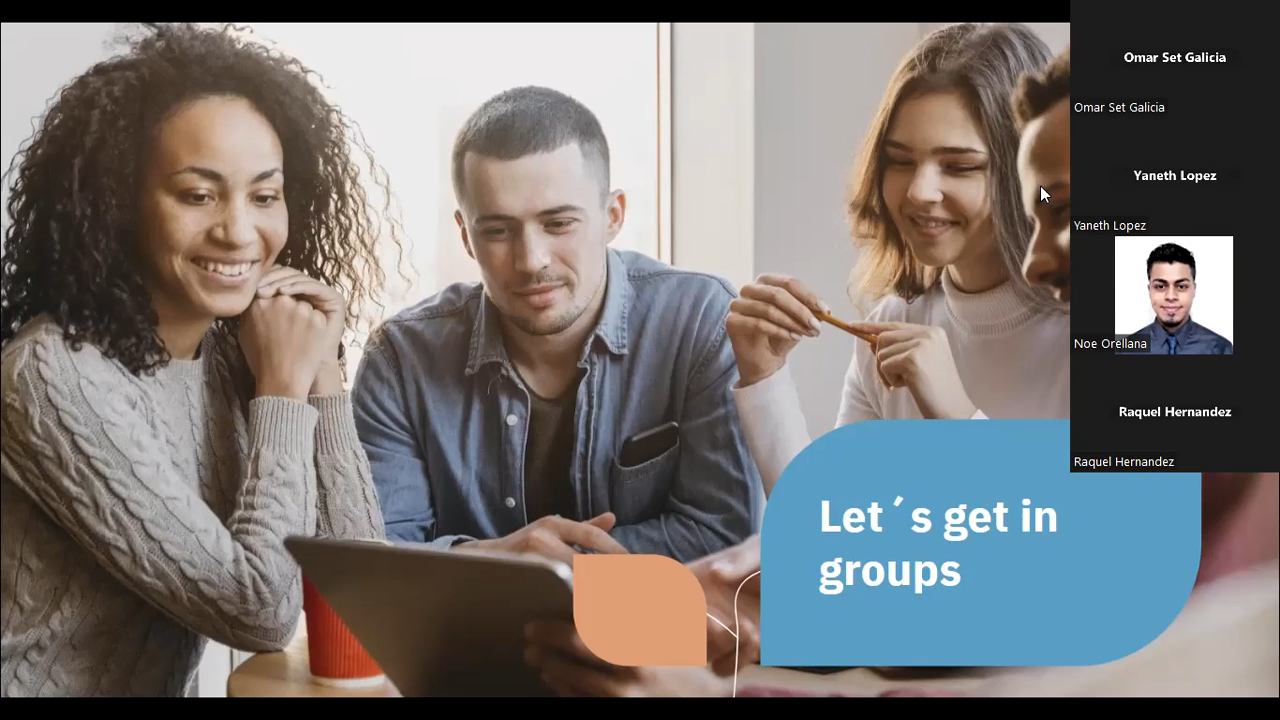 Omar Set Galicia
Omar Set Galicia
Yaneth Lopez
Yaneth Lopez
Noe Orellana
Raquel Hernandez
Raquel Hernandez
Let´s get in
groups